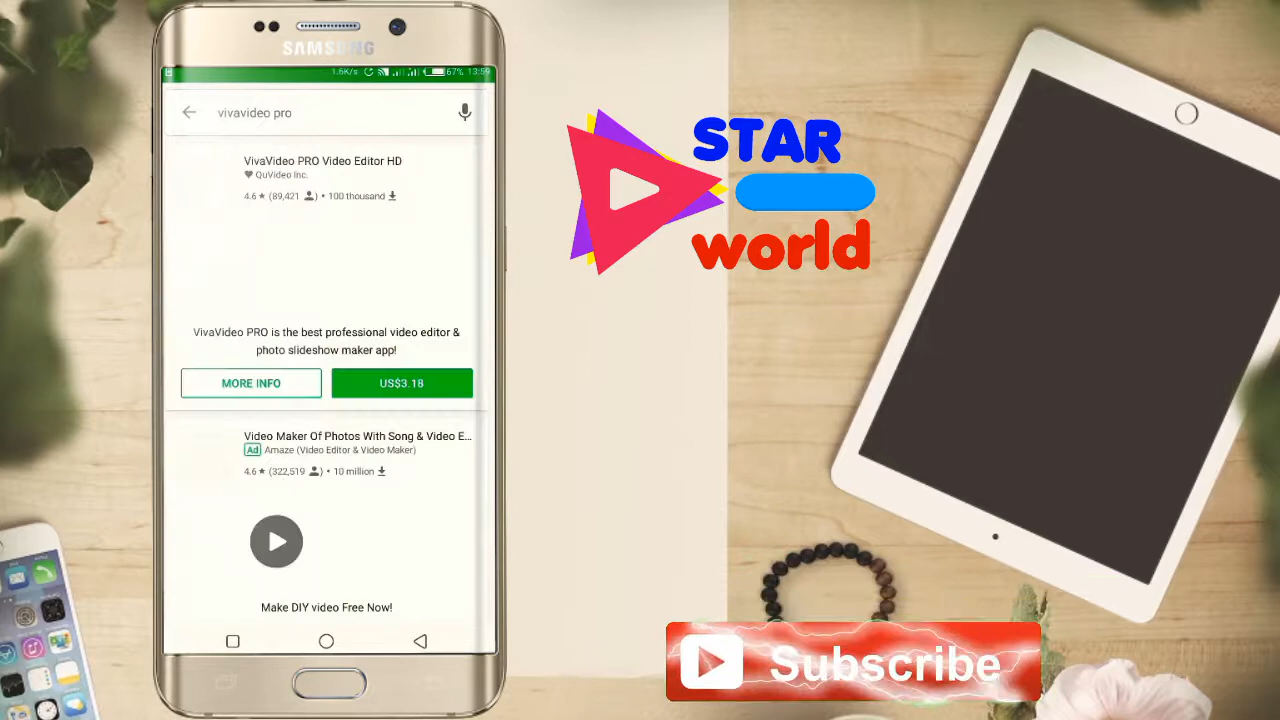 SAMSUNG
1.6K/s 67% 13:59
vivavideo pro
VivaVideo PRO Video Editor HD
QuVideo Inc.
4.6 ★ (89,421 ) • 100 thousand
VivaVideo PRO is the best professional video editor &
photo slideshow maker app!
MORE INFO
US$3.18
Video Maker Of Photos With Song & Video E...
Ad Amaze (Video Editor & Video Maker)
4.6 ★ (322,519 ) • 10 million
Make DIY video Free Now!
STAR
world
Subscribe